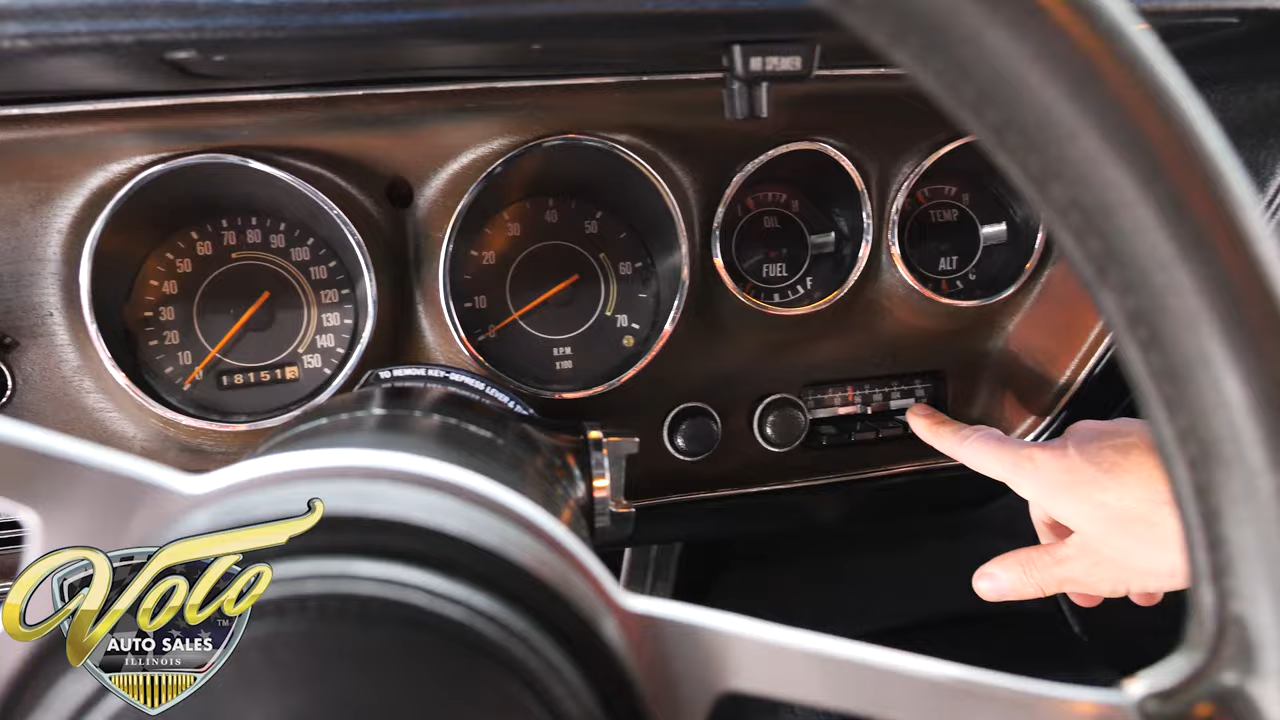 RR SPEAKER
10
20
30
40
50
60
70
80
90
100
110
120
130
140
150
18151
0
10
20
30
40
50
60
70
R.P.M.
X100
OIL
FUEL
F
TEMP
ALT
H
C
TO REMOVE KEY-DEPRESS LEVER &
Volo
TM
AUTO SALES
ILLINOIS